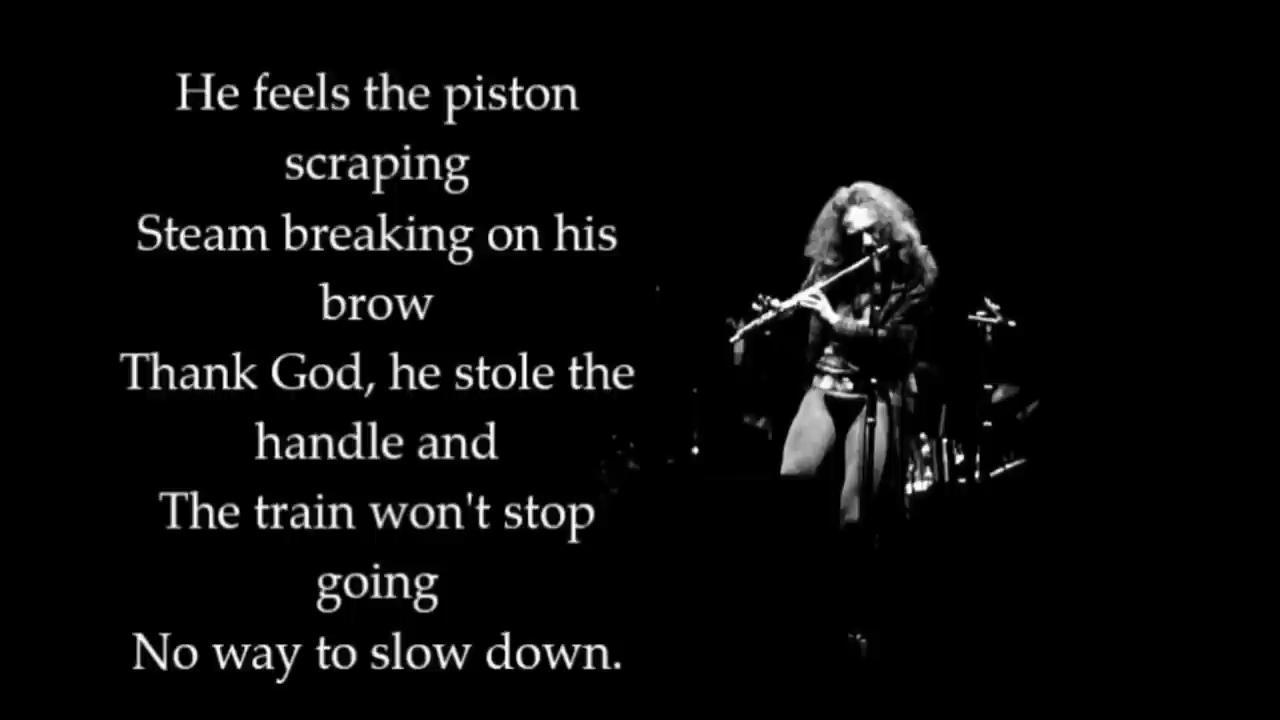 He feels the piston
scraping
Steam breaking on his
brow
Thank God, he stole the
handle and
The train won't stop
going
No way to slow down.